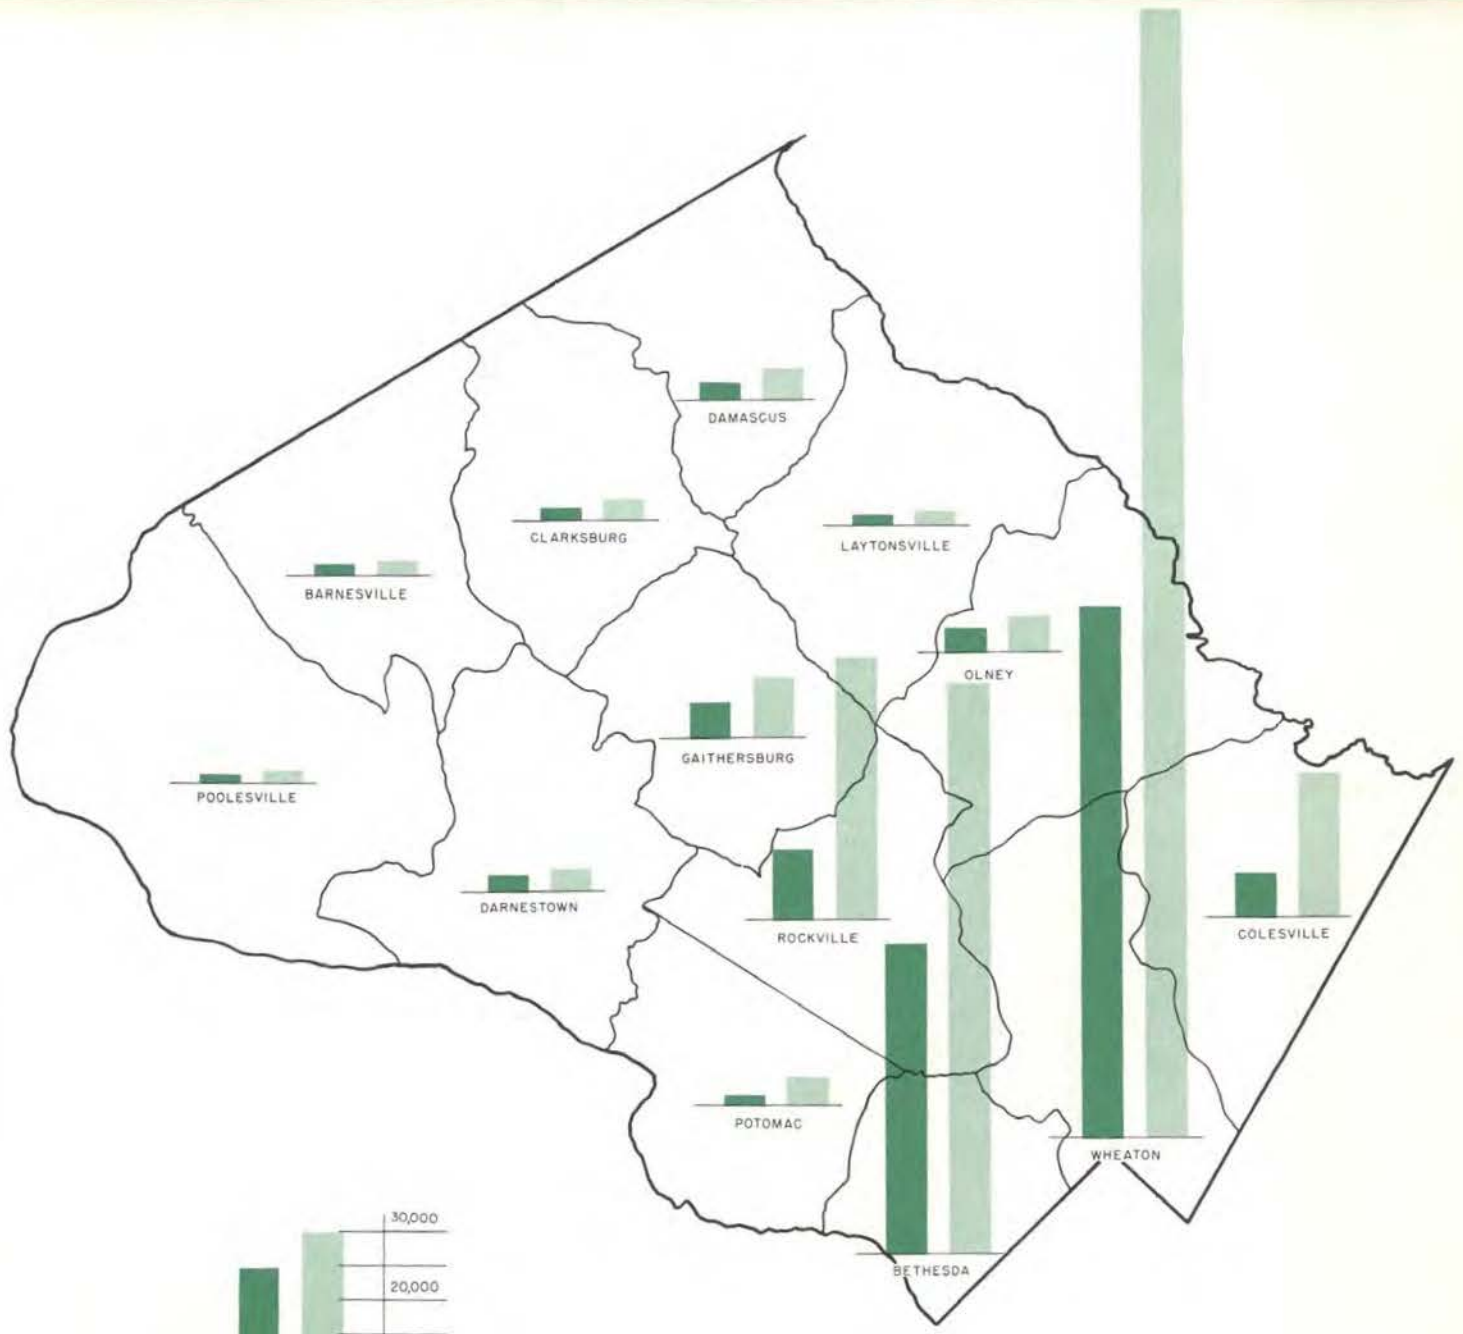 DAMASCUS
CLARKSBURG
LAYTONSVILLE
BARNESVILLE
OLNEY
GAITHERSBURG
POOLESVILLE
DARNESTOWN
ROCKVILLE
COLESVILLE
POTOMAC
WHEATON
BETHESDA
30,000
20,000